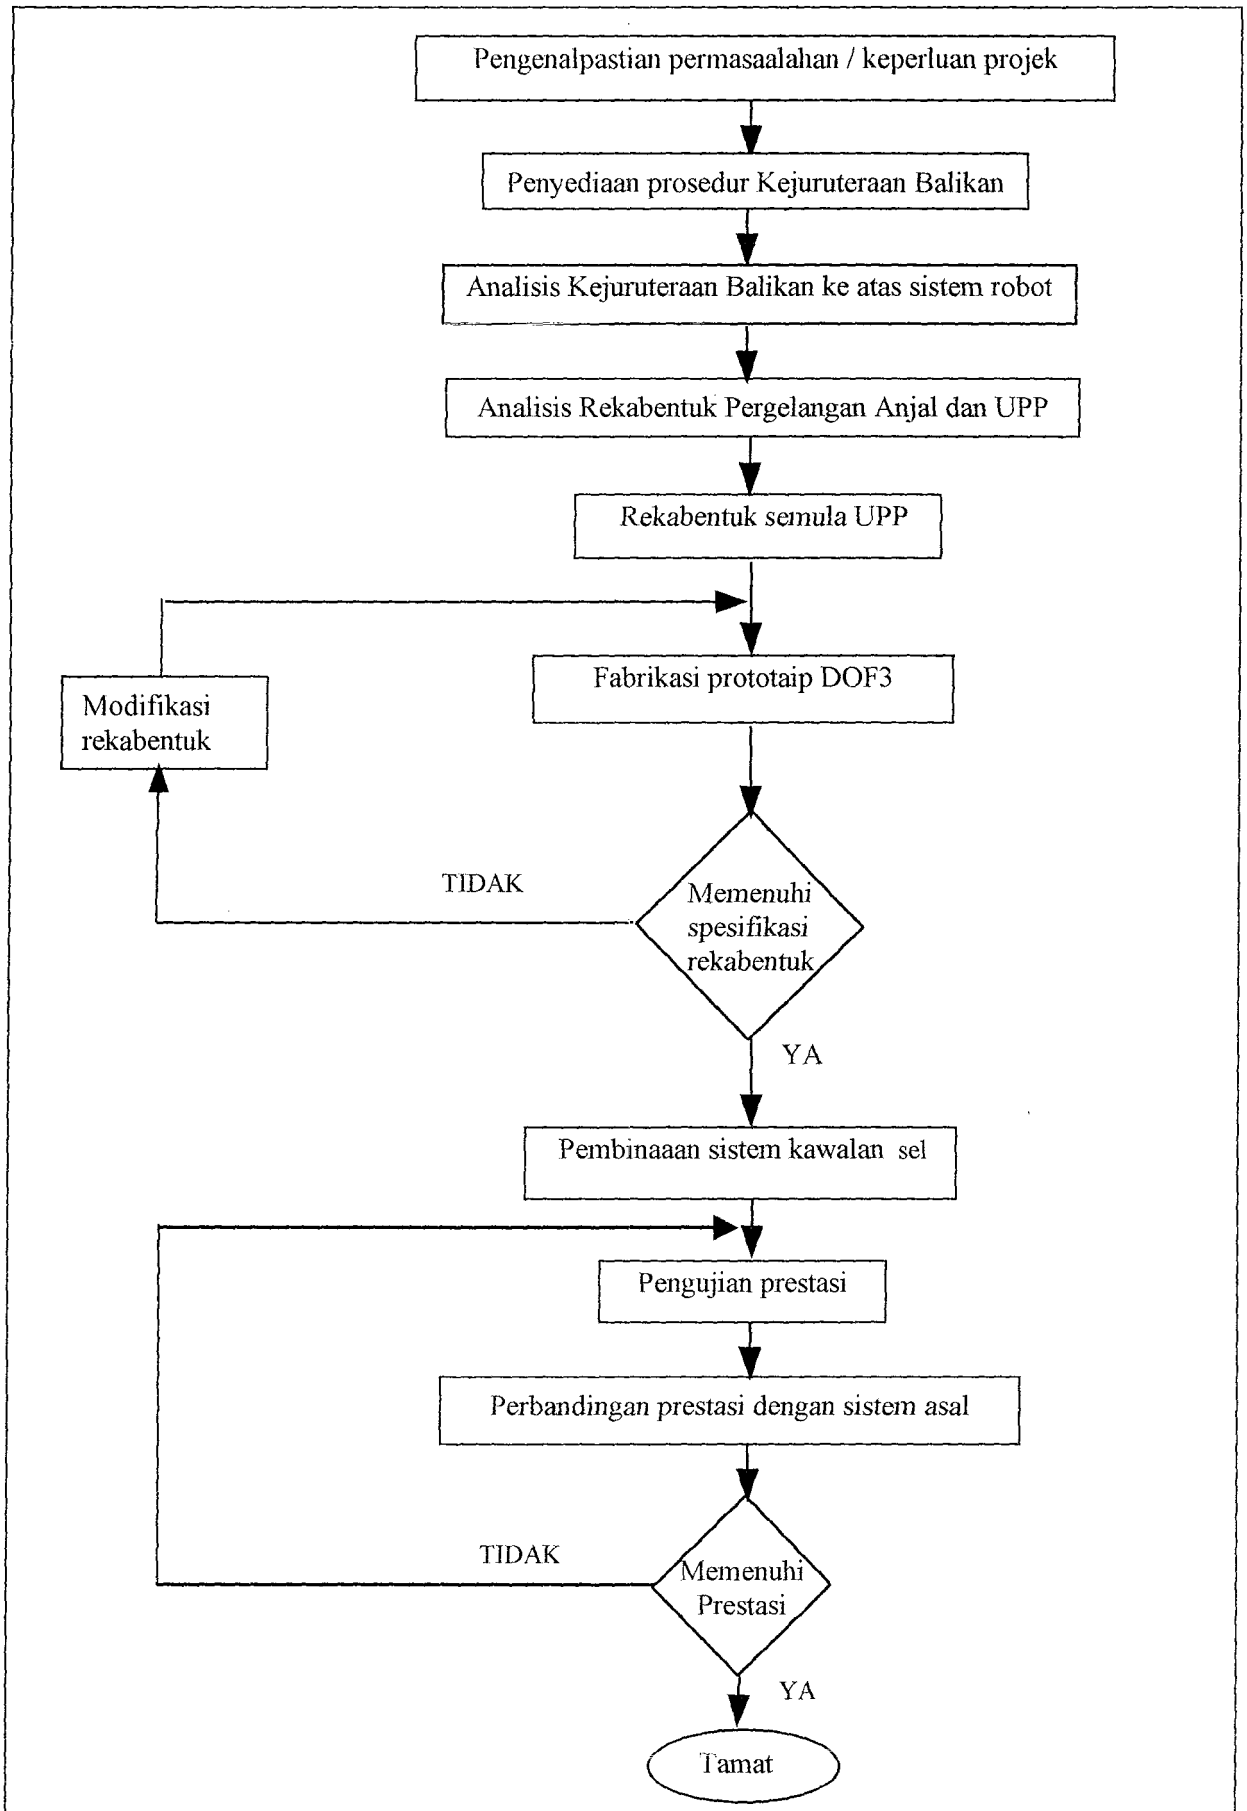 Pengenalpastian permasaalahan / keperluan projek
Penyediaan prosedur Kejuruteraan Balikan
Analisis Kejuruteraan Balikan ke atas sistem robot
Analisis Rekabentuk Pergelangan Anjal dan UPP
Rekabentuk semula UPP
Fabrikasi prototaip DOF3
Modifikasi
rekabentuk
TIDAK
Memenuhi
spesifikasi
rekabentuk
YA
Pembinaaan sistem kawalan sel
Pengujian prestasi
Perbandingan prestasi dengan sistem asal
TIDAK
Memenuhi
Prestasi
YA
Tamat